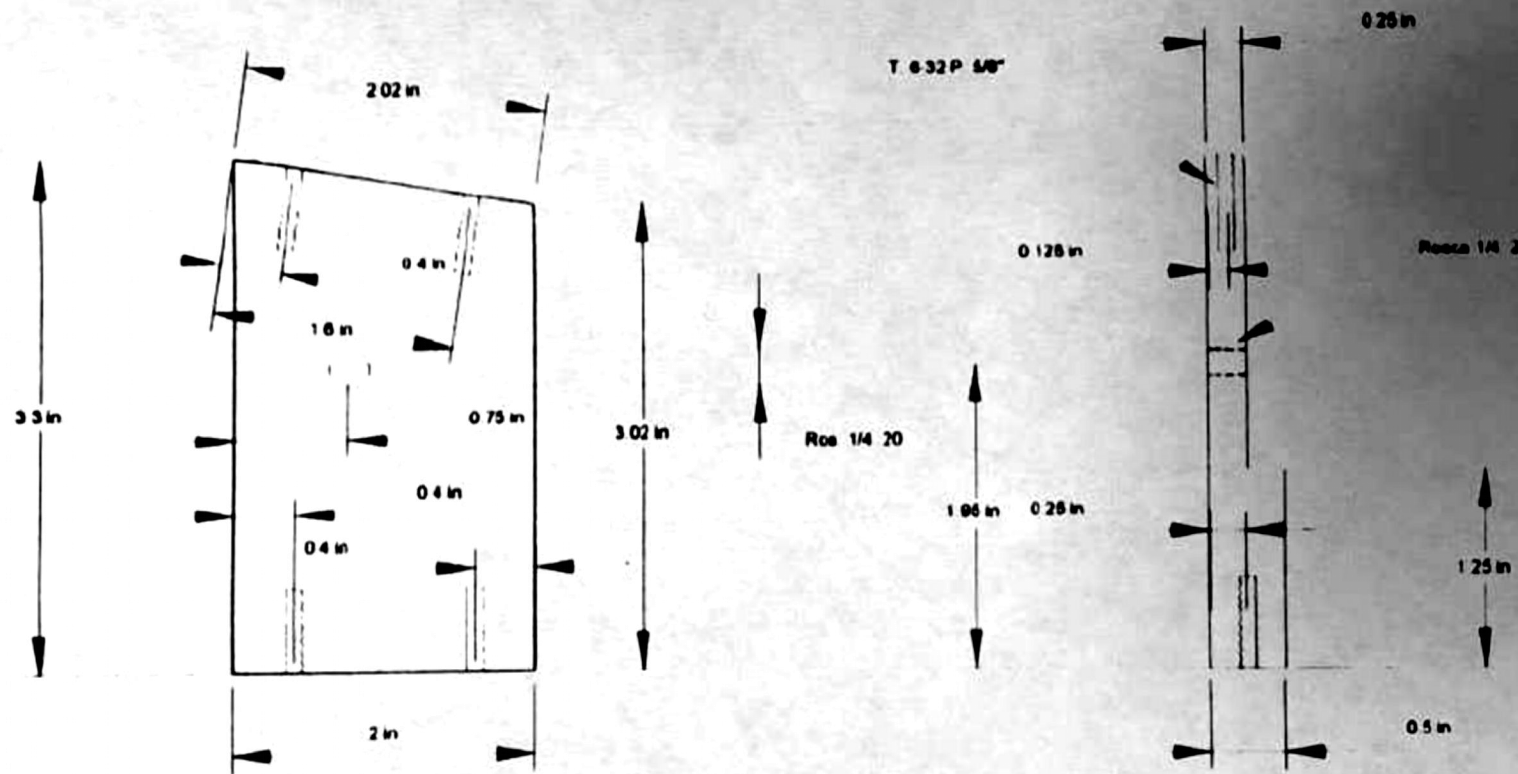 0.25 in
T. 6-32 P 5/8"
2.02 in
0.4 in
0.125 in
1.6 in
3.3 in
0.75 in
3.02 in
Ros 1/4 20
0.4 in
1.95 in
0.25 in
0.4 in
1.25 in
2 in
0.5 in